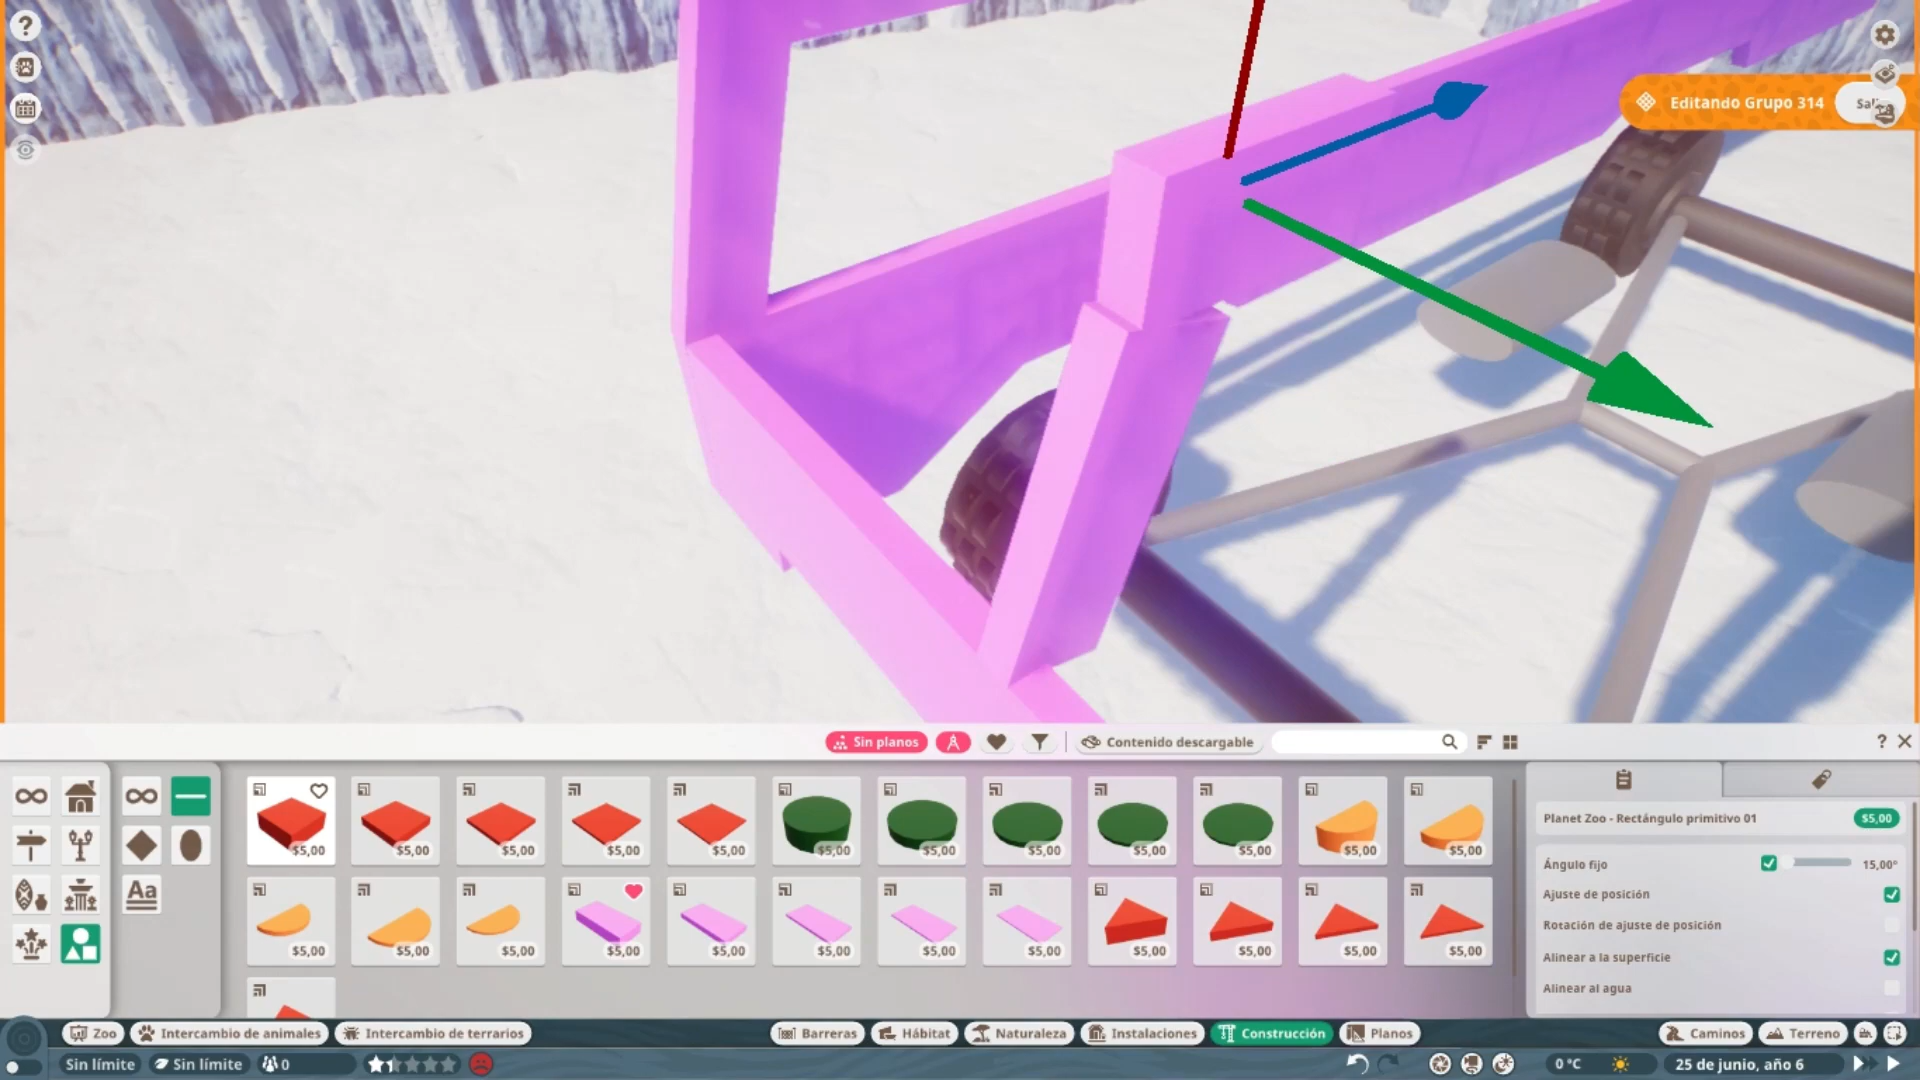 ?
Editando Grupo 314
Sal
Sin planos
Contenido descargable
?
$5,00 $5,00 $5,00 $5,00 $5,00 $5,00 $5,00 $5,00 $5,00 $5,00 $5,00 $5,00
$5,00 $5,00 $5,00 $5,00 $5,00 $5,00 $5,00 $5,00 $5,00 $5,00 $5,00 $5,00
Aa
Planet Zoo - Rectángulo primitivo 01 $5,00
Ángulo fijo 15,00°
Ajuste de posición
Rotación de ajuste de posición
Alinear a la superficie
Alinear al agua
Zoo Intercambio de animales Intercambio de terrarios Barreras Hábitat Naturaleza Instalaciones Construcción Planos Caminos Terreno
Sin límite Sin límite 0 0 °C 25 de junio, año 6